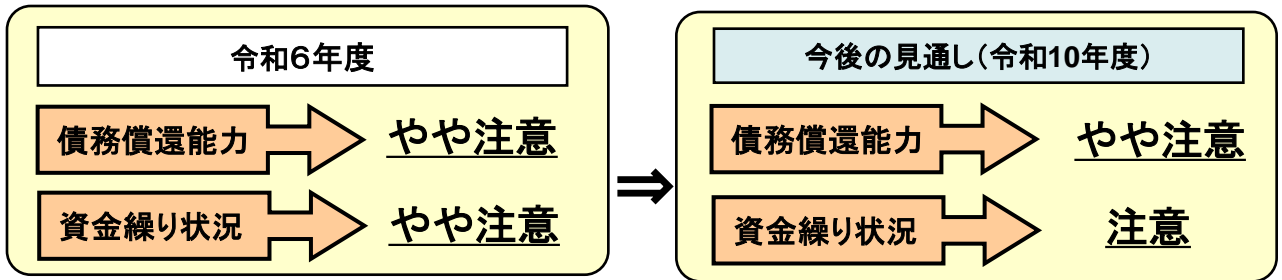 令和６年度
債務償還能力
やや注意
資金繰り状況
やや注意
⇒
今後の見通し（令和10年度）
債務償還能力
やや注意
資金繰り状況
注意